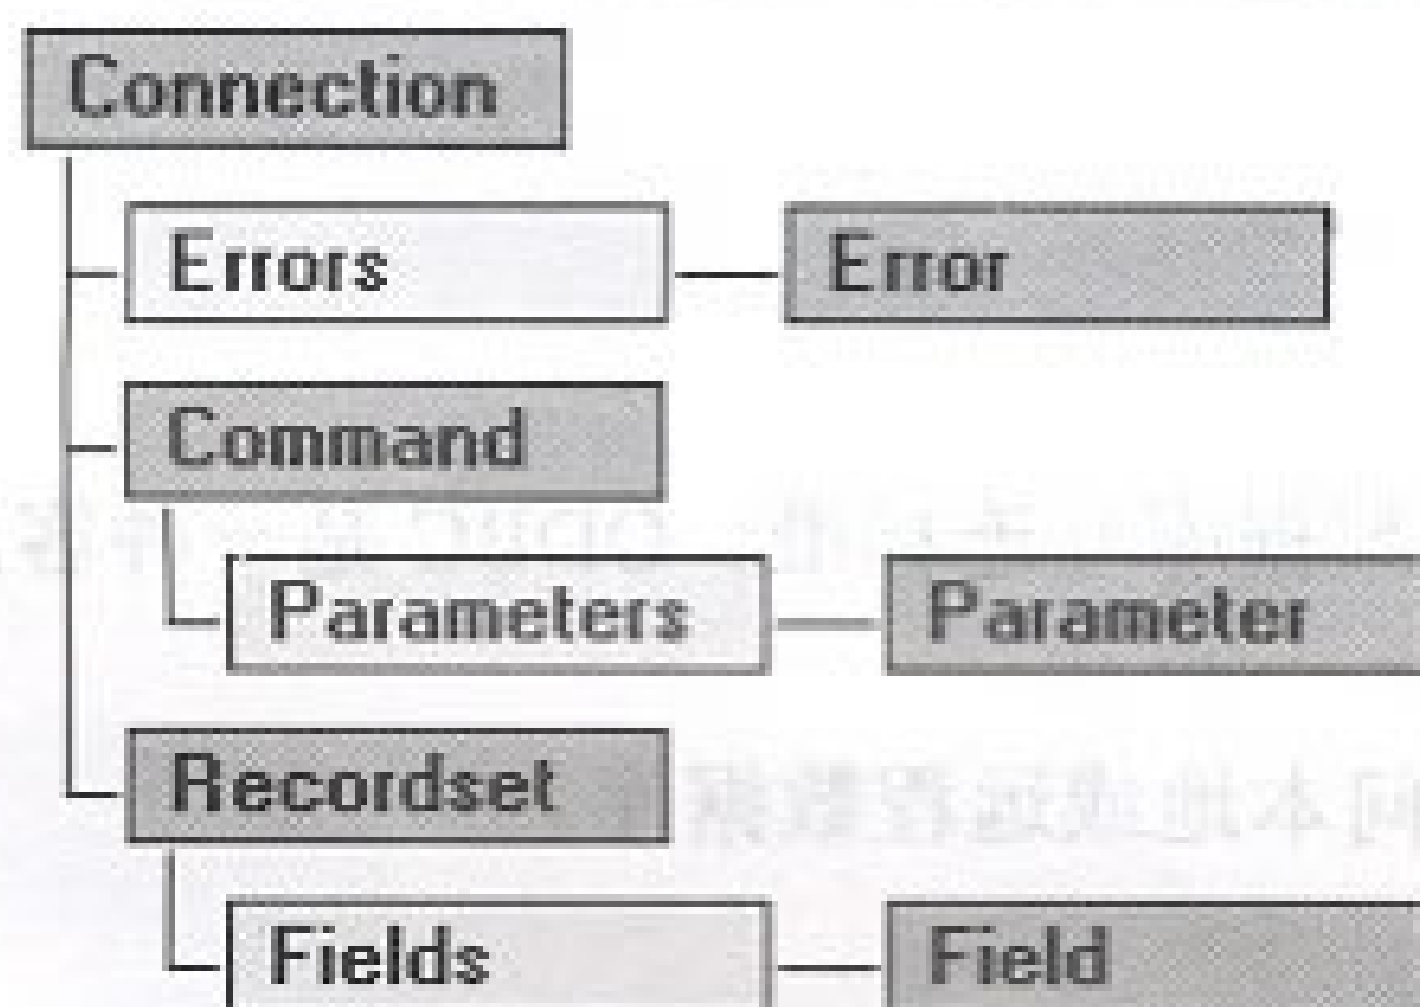 Connection
Errors Error
Command
Parameters Parameter
Recordset
Fields Field